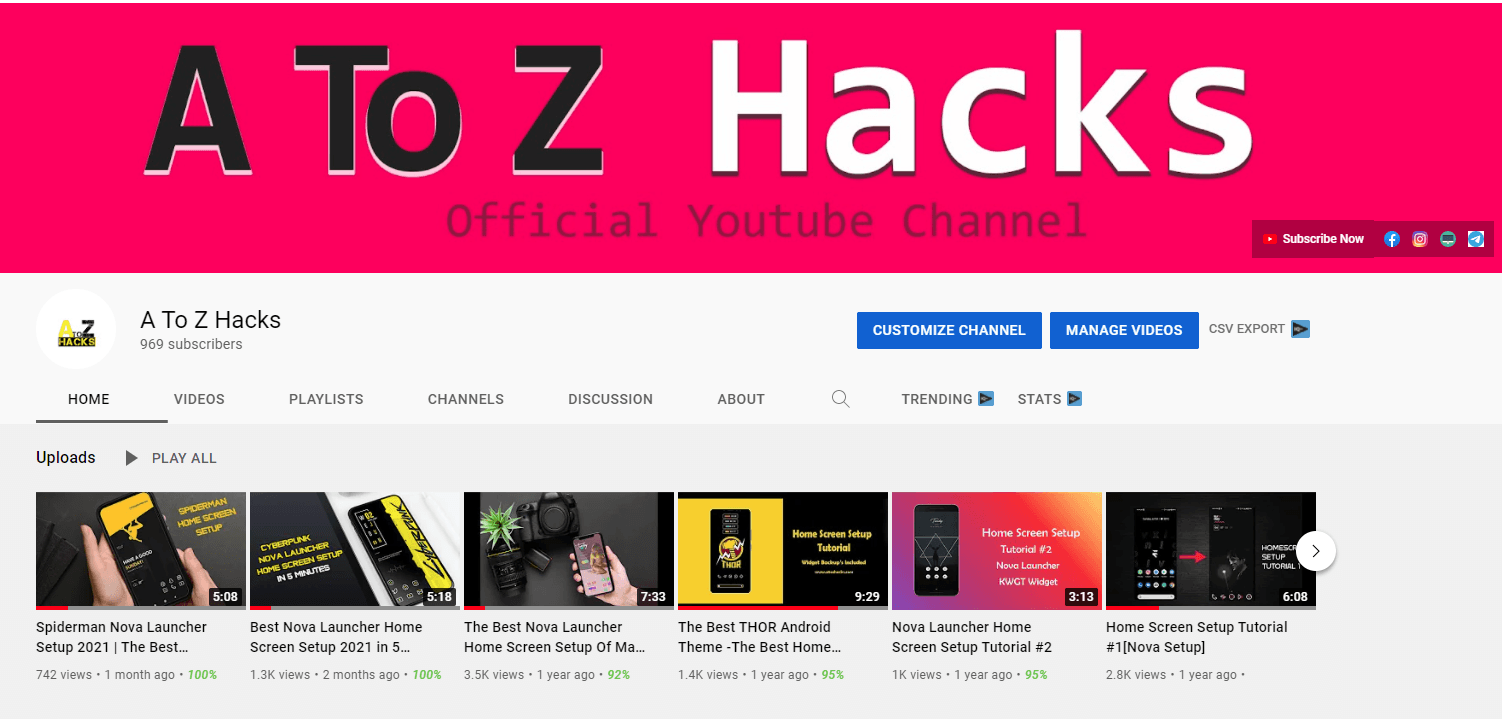 A To Z Hacks
Official Youtube Channel
Subscribe Now
A TO Z
HACKS
A To Z Hacks
969 subscribers
CUSTOMIZE CHANNEL
MANAGE VIDEOS
CSV EXPORT
HOME
VIDEOS
PLAYLISTS
CHANNELS
DISCUSSION
ABOUT
TRENDING
STATS
Uploads
PLAY ALL
SPIDERMAN
HOME SCREEN
SETUP
5:08
Spiderman Nova Launcher
Setup 2021 | The Best...
742 views • 1 month ago • 100%
CYBERPUNK
NOVA LAUNCHER
HOME SCREEN SETUP
IN 5 MINUTES
5:18
Best Nova Launcher Home
Screen Setup 2021 in 5...
1.3K views • 2 months ago • 100%
7:33
The Best Nova Launcher
Home Screen Setup Of Ma...
3.5K views • 1 year ago • 92%
THOR
Home Screen Setup
Tutorial
Widget Backup's Included
9:29
The Best THOR Android
Theme -The Best Home...
1.4K views • 1 year ago • 95%
Home Screen Setup
Tutorial #2
Nova Launcher
KWGT Widget
3:13
Nova Launcher Home
Screen Setup Tutorial #2
1K views • 1 year ago • 95%
HOMESCR
SETUP
TUTORIAL 1
6:08
Home Screen Setup Tutorial
#1[Nova Setup]
2.8K views • 1 year ago •